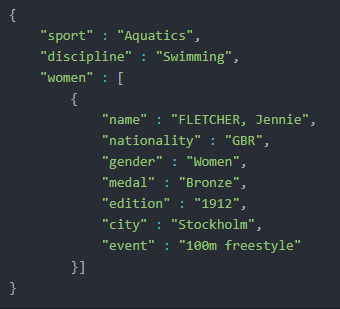 {
    "sport" : "Aquatics",
    "discipline" : "Swimming",
    "women" : [
        {
            "name" : "FLETCHER, Jennie",
            "nationality" : "GBR",
            "gender" : "Women",
            "medal" : "Bronze",
            "edition" : "1912",
            "city" : "Stockholm",
            "event" : "100m freestyle"
        }]
}